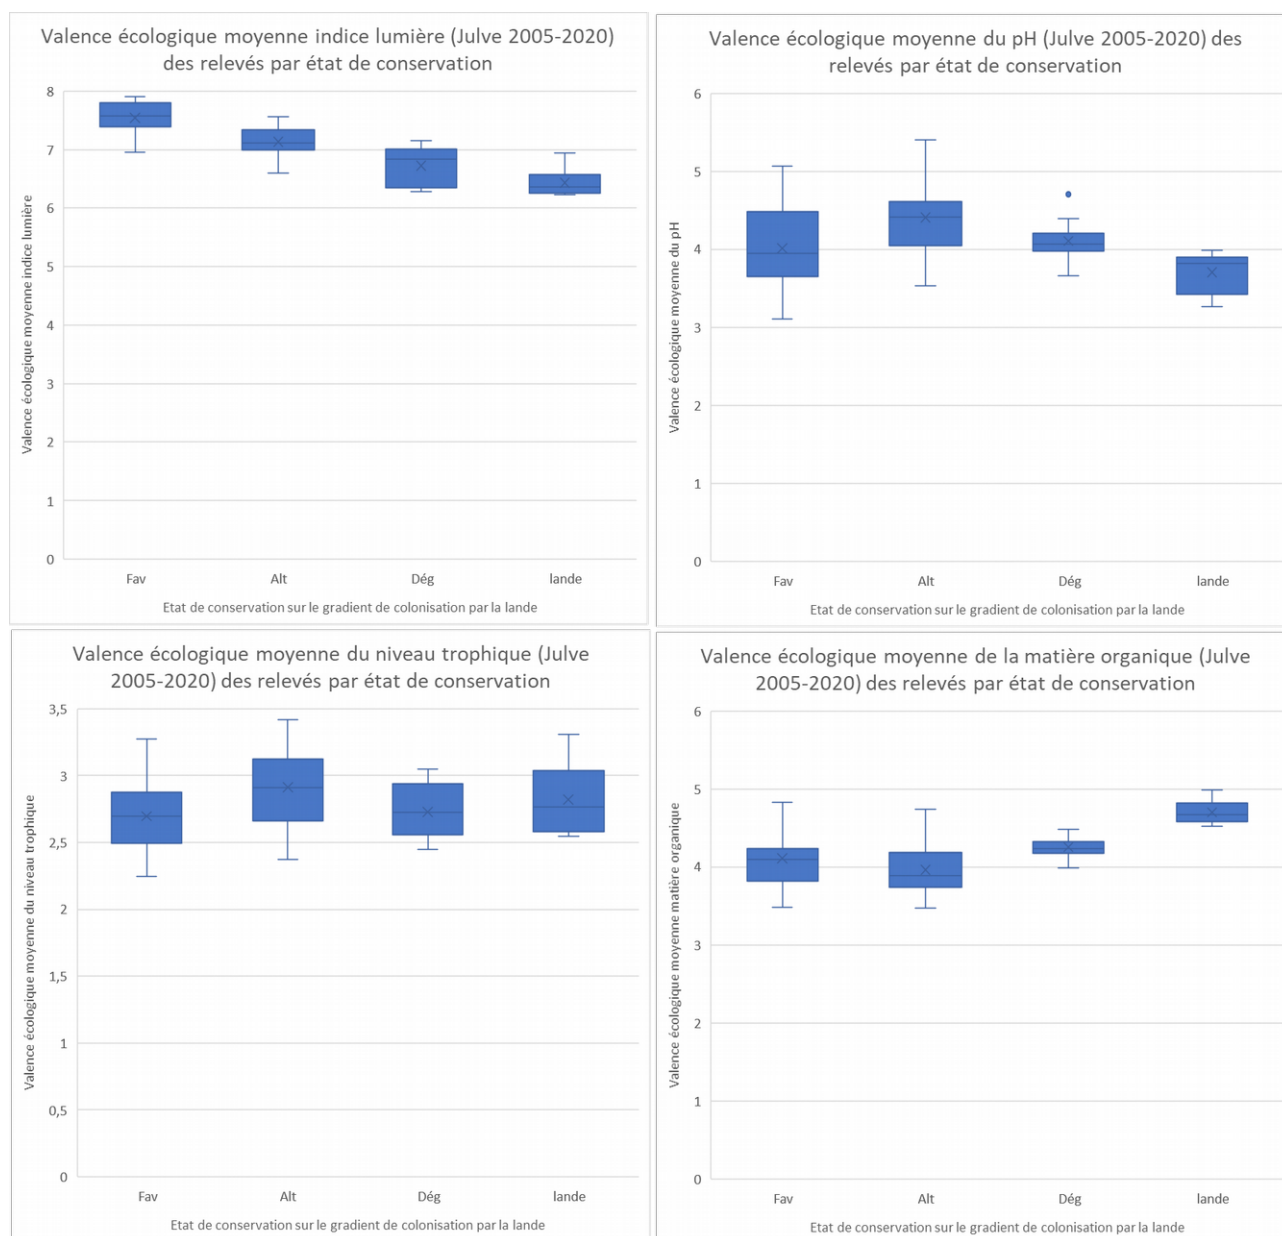 Valence écologique moyenne indice lumière (Julve 2005-2020)
des relevés par état de conservation
Valence écologique moyenne indice lumière
8
7
6
5
4
3
2
1
0
Fav
Alt
Dég
lande
Etat de conservation sur le gradient de colonisation par la lande
Valence écologique moyenne du pH (Julve 2005-2020) des
relevés par état de conservation
Valence écologique moyenne du pH
6
5
4
3
2
1
0
Fav
Alt
Dég
lande
Etat de conservation sur le gradient de colonisation par la lande
Valence écologique moyenne du niveau trophique (Julve
2005-2020) des relevés par état de conservation
Valence écologique moyenne du niveau trophique
3,5
3
2,5
2
1,5
1
0,5
0
Fav
Alt
Dég
lande
Etat de conservation sur le gradient de colonisation par la lande
Valence écologique moyenne de la matière organique (Julve
2005-2020) des relevés par état de conservation
Valence écologique moyenne matière organique
6
5
4
3
2
1
0
Fav
Alt
Dég
lande
Etat de conservation sur le gradient de colonisation par la lande